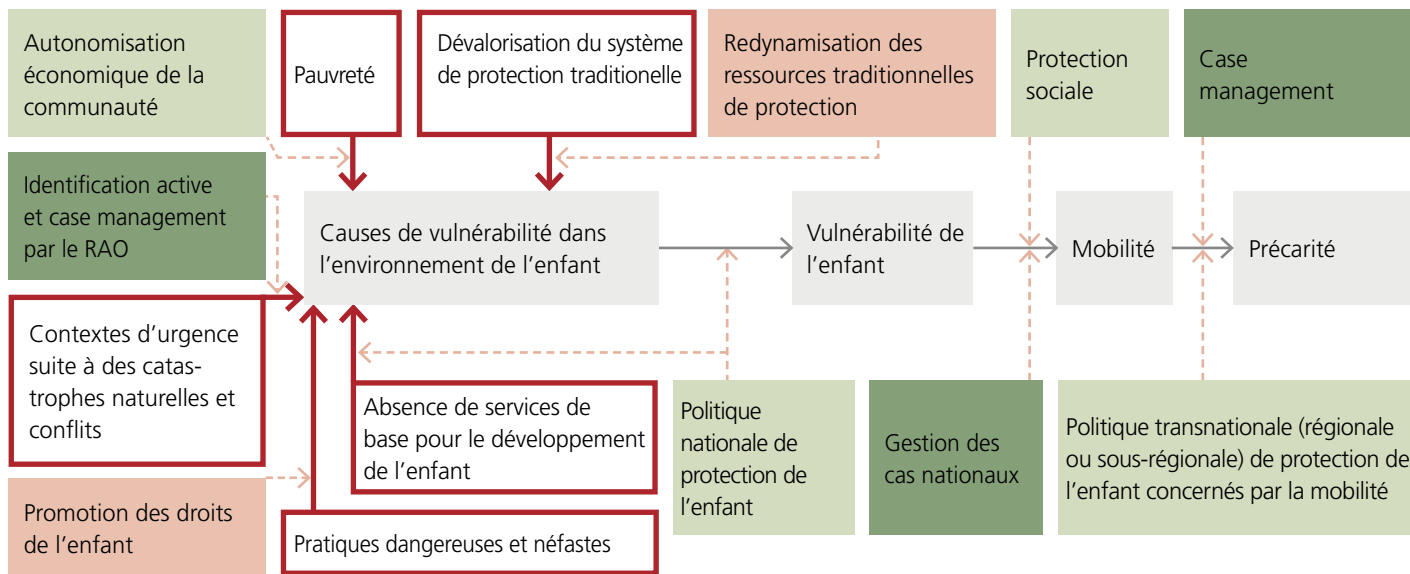 Autonomisation
économique de la
communauté
Pauvreté
Dévalorisation du système
de protection traditionelle
Redynamisation des
ressources traditionnelles
de protection
Protection
sociale
Case
management
Identification active
et case management
par le RAO
Causes de vulnérabilité dans
l’environnement de l’enfant
Vulnérabilité de
l’enfant
Mobilité
Précarité
Contextes d’urgence
suite à des catas-
trophes naturelles et
conflits
Absence de services de
base pour le développement
de l’enfant
Politique
nationale de
protection de
l’enfant
Gestion des
cas nationaux
Politique transnationale (régionale
ou sous-régionale) de protection de
l’enfant concernés par la mobilité
Promotion des droits
de l’enfant
Pratiques dangereuses et néfastes